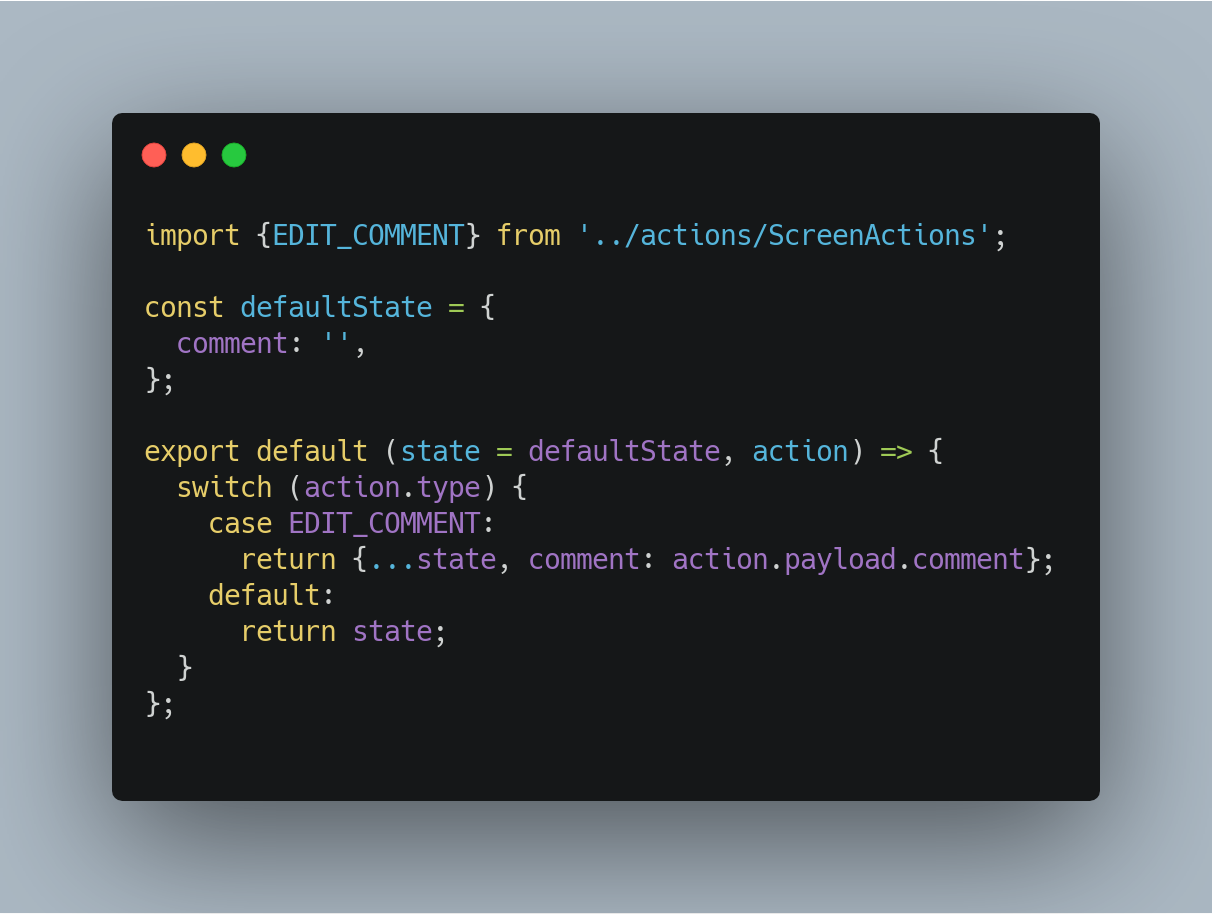 import {EDIT_COMMENT} from '../actions/ScreenActions';
const defaultState = {
  comment: '',
};
export default (state = defaultState, action) => {
  switch (action.type) {
    case EDIT_COMMENT:
      return {...state, comment: action.payload.comment};
    default:
      return state;
  }
};